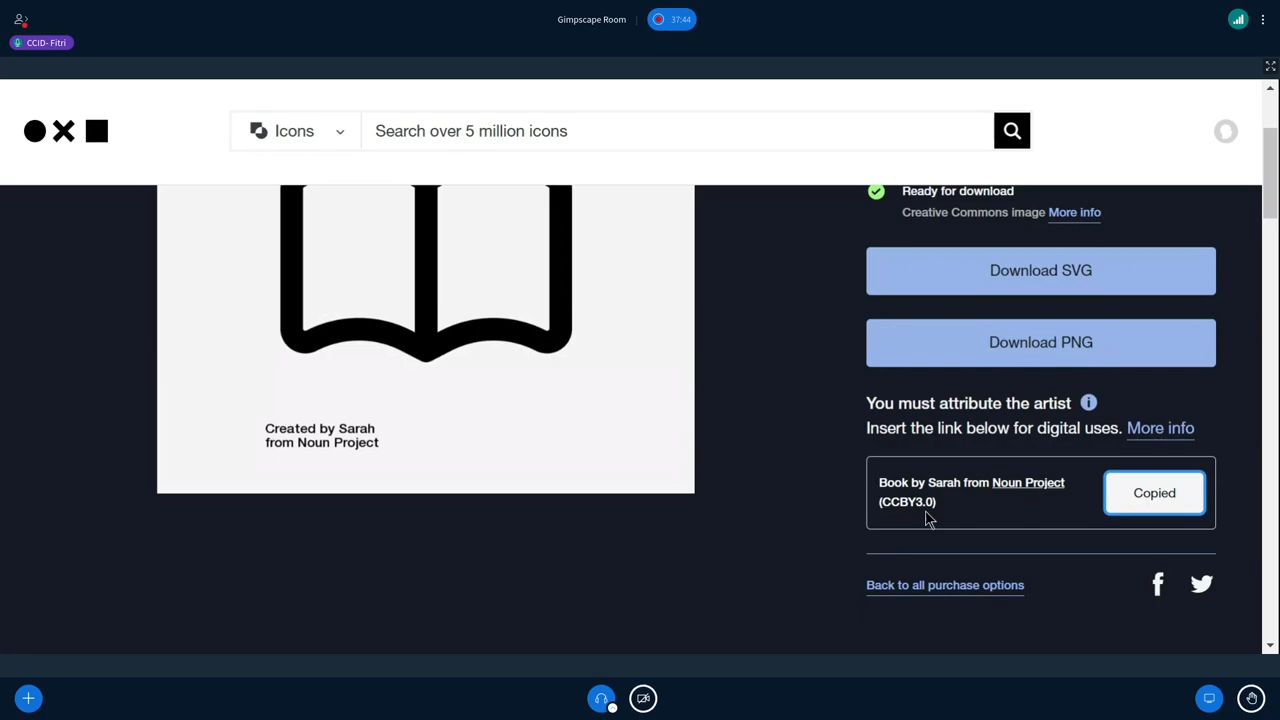 Gimpscape Room
37:44
CCID- Fitri
Icons
Search over 5 million icons
Ready for download
Creative Commons image More info
Download SVG
Download PNG
You must attribute the artist
Insert the link below for digital uses. More info
Created by Sarah
from Noun Project
Book by Sarah from Noun Project
(CCBY3.0)
Copied
Back to all purchase options